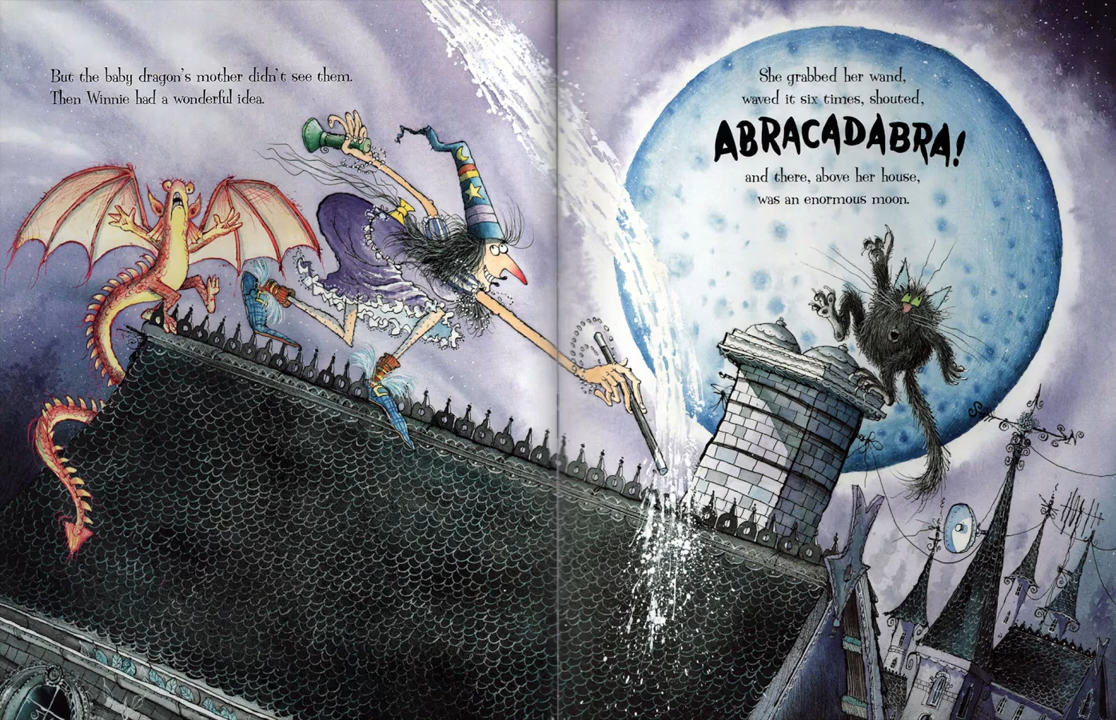 But the baby dragon's mother didn't see them.
Then Winnie had a wonderful idea.
She grabbed her wand,
waved it six times, shouted,
ABRACADABRA!
and there, above her house,
was an enormous moon.